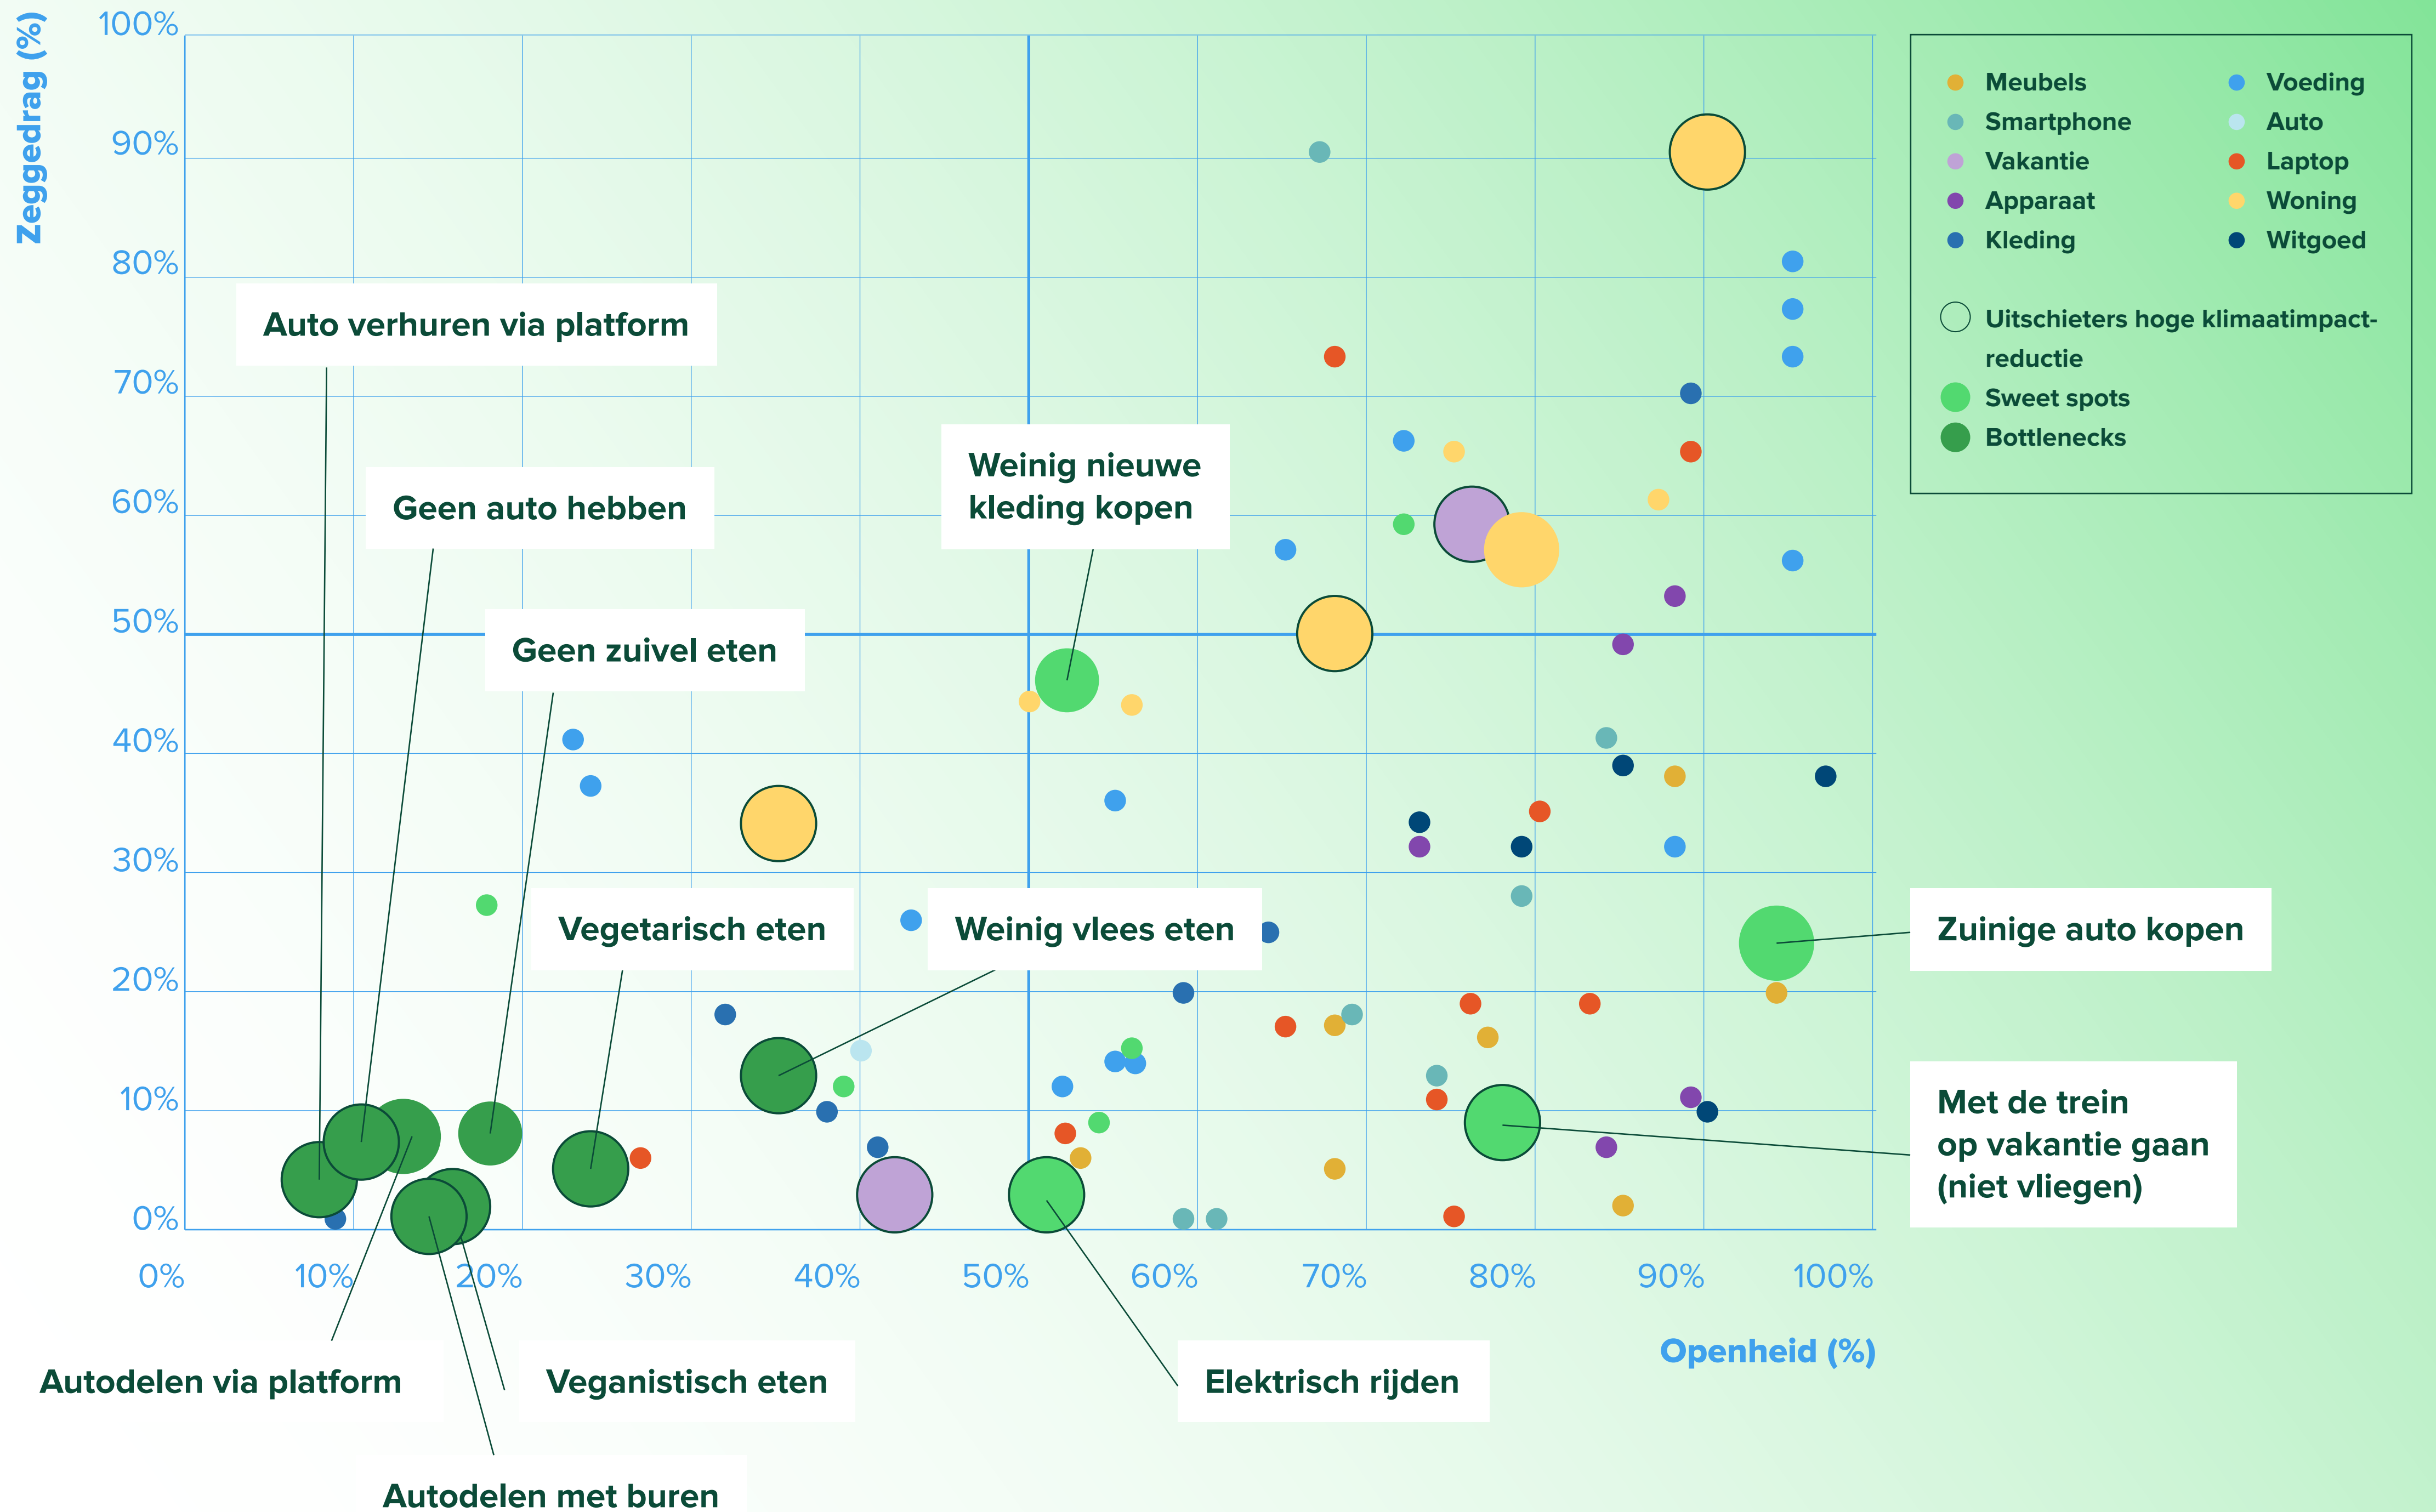 Zeggedrag (%)
100%
90%
80%
70%
60%
50%
40%
30%
20%
10%
0%
0%
10%
20%
30%
40%
50%
60%
70%
80%
90%
100%
Openheid (%)
Auto verhuren via platform
Geen auto hebben
Geen zuivel eten
Weinig nieuwe
kleding kopen
Vegetarisch eten
Weinig vlees eten
Zuinige auto kopen
Met de trein
op vakantie gaan
(niet vliegen)
Autodelen via platform
Veganistisch eten
Elektrisch rijden
Autodelen met buren
Meubels
Smartphone
Vakantie
Apparaat
Kleding
Voeding
Auto
Laptop
Woning
Witgoed
Uitschieters hoge klimaatimpact-
reductie
Sweet spots
Bottlenecks